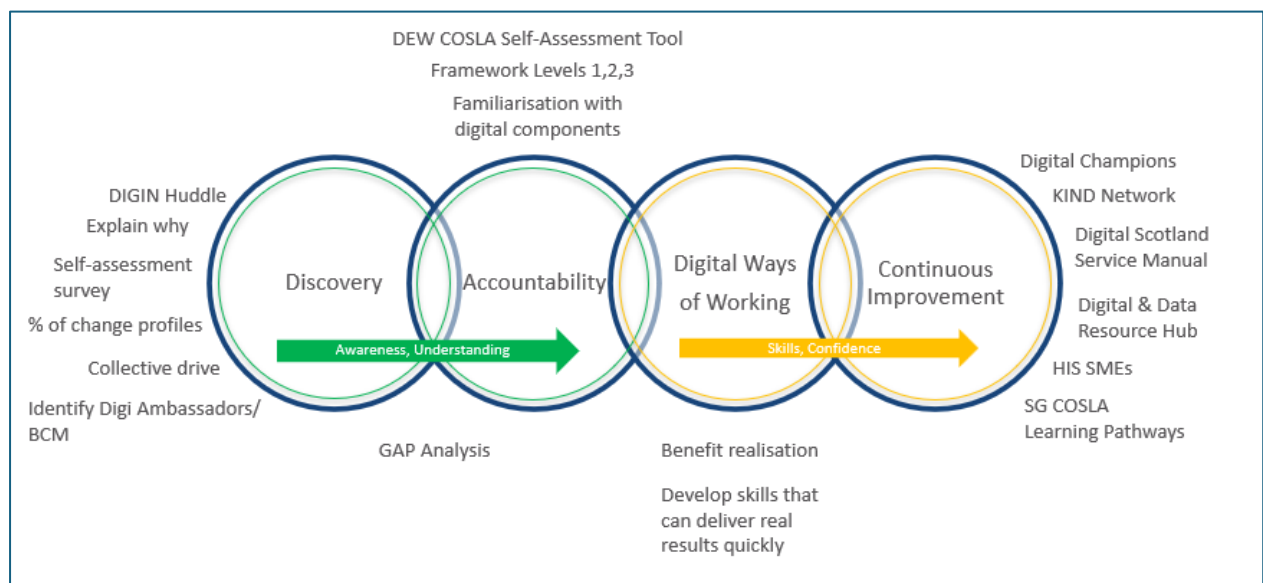 DEW COSLA Self-Assessment Tool
Framework Levels 1,2,3
Familiarisation with
digital components
DIGIN Huddle
Explain why
Self-assessment
survey
% of change profiles
Collective drive
Identify Digi Ambassadors/
BCM
Discovery
Accountability
Awareness, Understanding
GAP Analysis
Digital Ways
of Working
Continuous
Improvement
Skills, Confidence
Benefit realisation
Develop skills that
can deliver real
results quickly
Digital Champions
KIND Network
Digital Scotland
Service Manual
Digital & Data
Resource Hub
HIS SMEs
SG COSLA
Learning Pathways